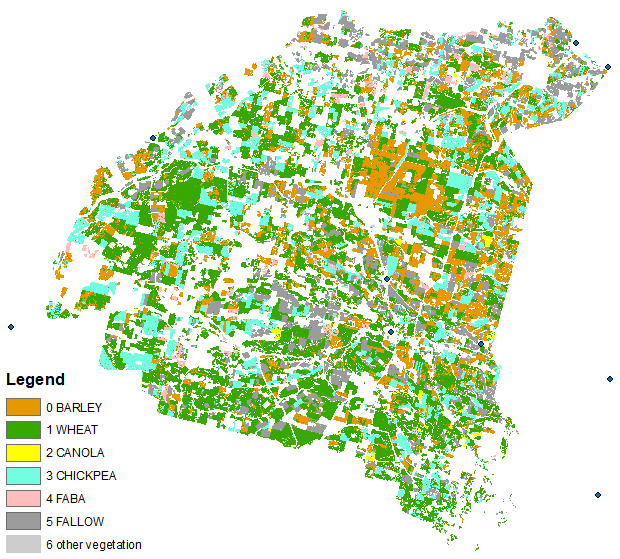 Legend
0 BARLEY
1 WHEAT
2 CANOLA
3 CHICKPEA
4 FABA
5 FALLOW
6 other vegetation